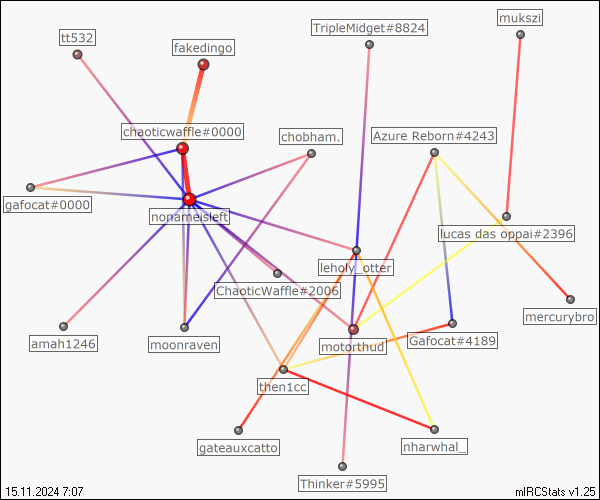 mukszi
TripleMidget#8824
tt532
fakedingo
chaoticwaffle#0000
chobham.
Azure Reborn#4243
gafocat#0000
nonameisleft
lucas das oppai#2396
leholy_otter
ChaoticWaffle#2006
mercurybro
amah1246
moonraven
motorthud
Gafocat#4189
then1cc
gateauxcatto
nharwhal_
Thinker#5995
15.11.2024 7:07
mIRCStats v1.25